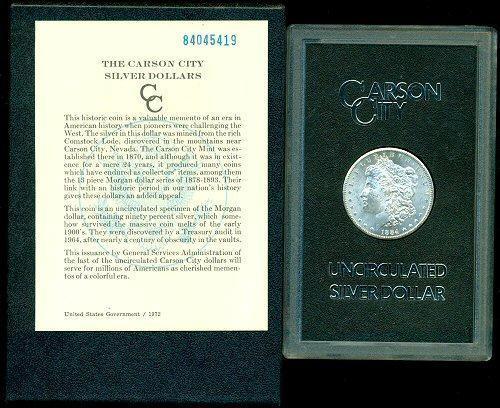 84045419
THE CARSON CITY
SILVER DOLLARS
CC
This historic coin is a valuable memento of an era in
American history when pioneers were challenging the
West. The silver in this dollar was mined from the rich
Comstock Lode, discovered in the mountains near
Carson City, Nevada. The Carson City Mint was es-
tablished there in 1870, and although it was in exist-
ence for a mere 24 years, it produced many coins
which have endured as collectors' items, among them
the 13 piece Morgan dollar series of 1878-1893. Their
link with an historic period in our nation's history
gives these dollars an added appeal.
This coin is an uncirculated specimen of the Morgan
dollar, containing ninety percent silver, which some-
how survived the massive coin melts of the early
1900's. They were discovered by a Treasury audit in
1964, after nearly a century of obscurity in the vaults.
This issuance by General Services Administration of
the last of the uncirculated Carson City dollars will
serve for millions of Americans as cherished memen-
tos of a colorful era.
United States Government / 1972
CARSON
CITY
1884
UNCIRCULATED
SILVER DOLLAR